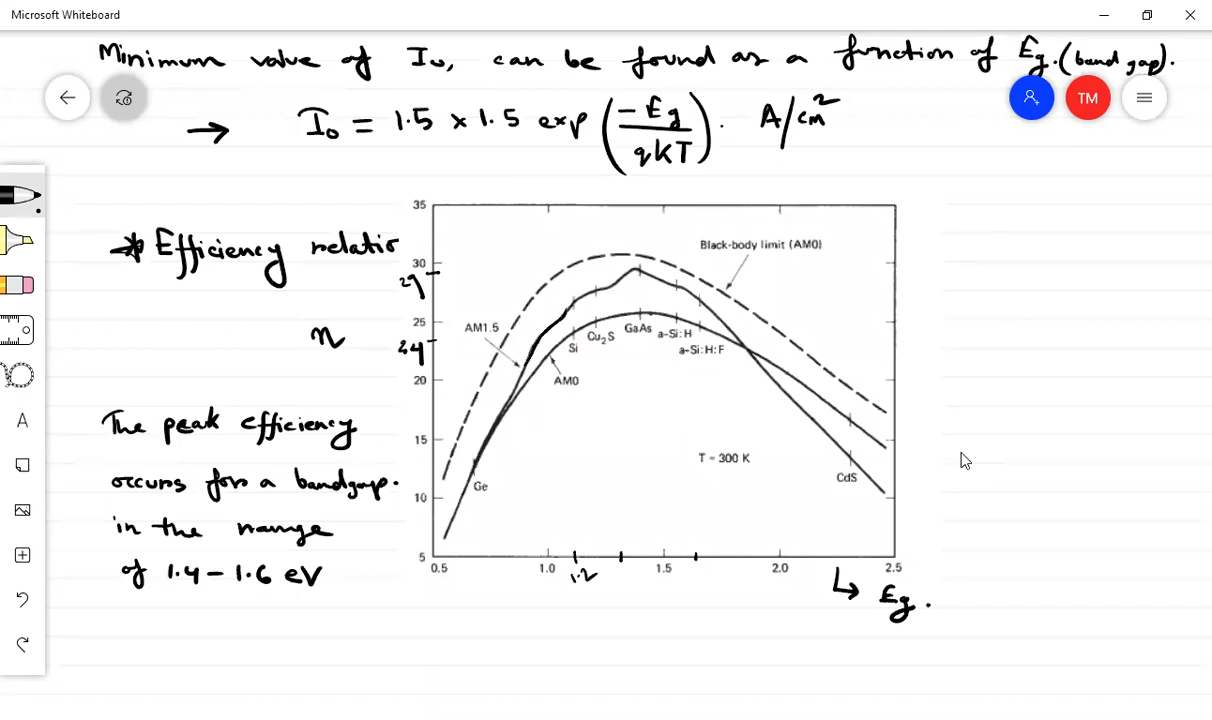 Microsoft Whiteboard
Minimum value of Io, can be found as a function of Eg. (band gap).
TM
→ Io = 1.5 x 1.5 exp (-Eg/qKT). A/cm²
→* Efficiency relatio
η
The peak efficiency
occurs for a bandgap.
in the range
of 1.4 - 1.6 eV
35
30
29
25
24
20
15
10
5
Black-body limit (AM0)
AM1.5
AM0
Ge
Si
Cu₂S
GaAs
a-Si:H
a-Si:H:F
CdS
T = 300 K
0.5 1.0 1.5 2.0 2.5
1.2
↳ Eg.
A